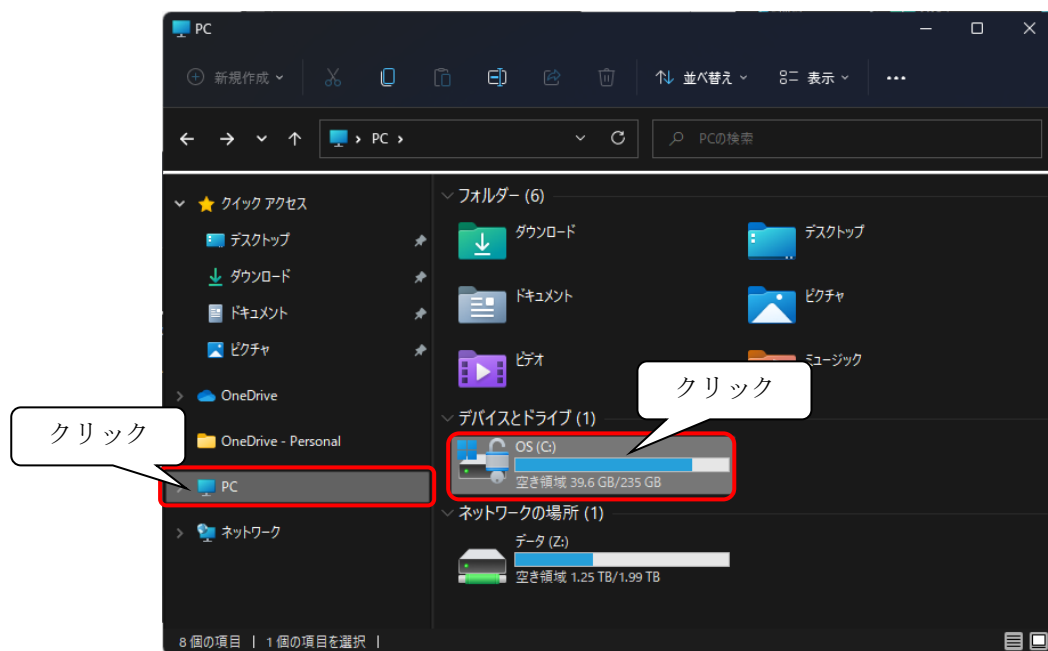 PC
新規作成
並べ替え
表示
PC
PCの検索
クイック アクセス
デスクトップ
ダウンロード
ドキュメント
ピクチャ
OneDrive
OneDrive - Personal
PC
ネットワーク
クリック
フォルダー (6)
ダウンロード
デスクトップ
ドキュメント
ピクチャ
ビデオ
ミュージック
クリック
デバイスとドライブ (1)
OS (C:)
空き領域 39.6 GB/235 GB
ネットワークの場所 (1)
データ (Z:)
空き領域 1.25 TB/1.99 TB
8 個の項目 | 1 個の項目を選択 |